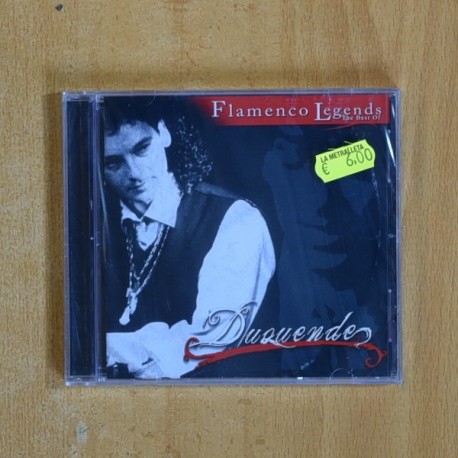 Flamenco Legends
The Best Of
LA METRALLETA
€ 6,00
Duquende